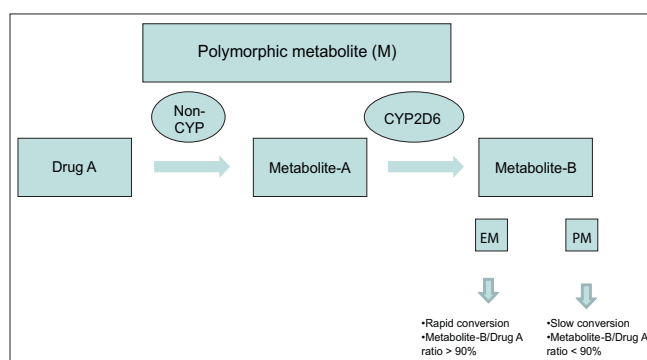 Polymorphic metabolite (M)
Non-
CYP
CYP2D6
Drug A
Metabolite-A
Metabolite-B
EM
PM
•Rapid conversion
•Metabolite-B/Drug A
ratio > 90%
•Slow conversion
•Metabolite-B/Drug A
ratio < 90%